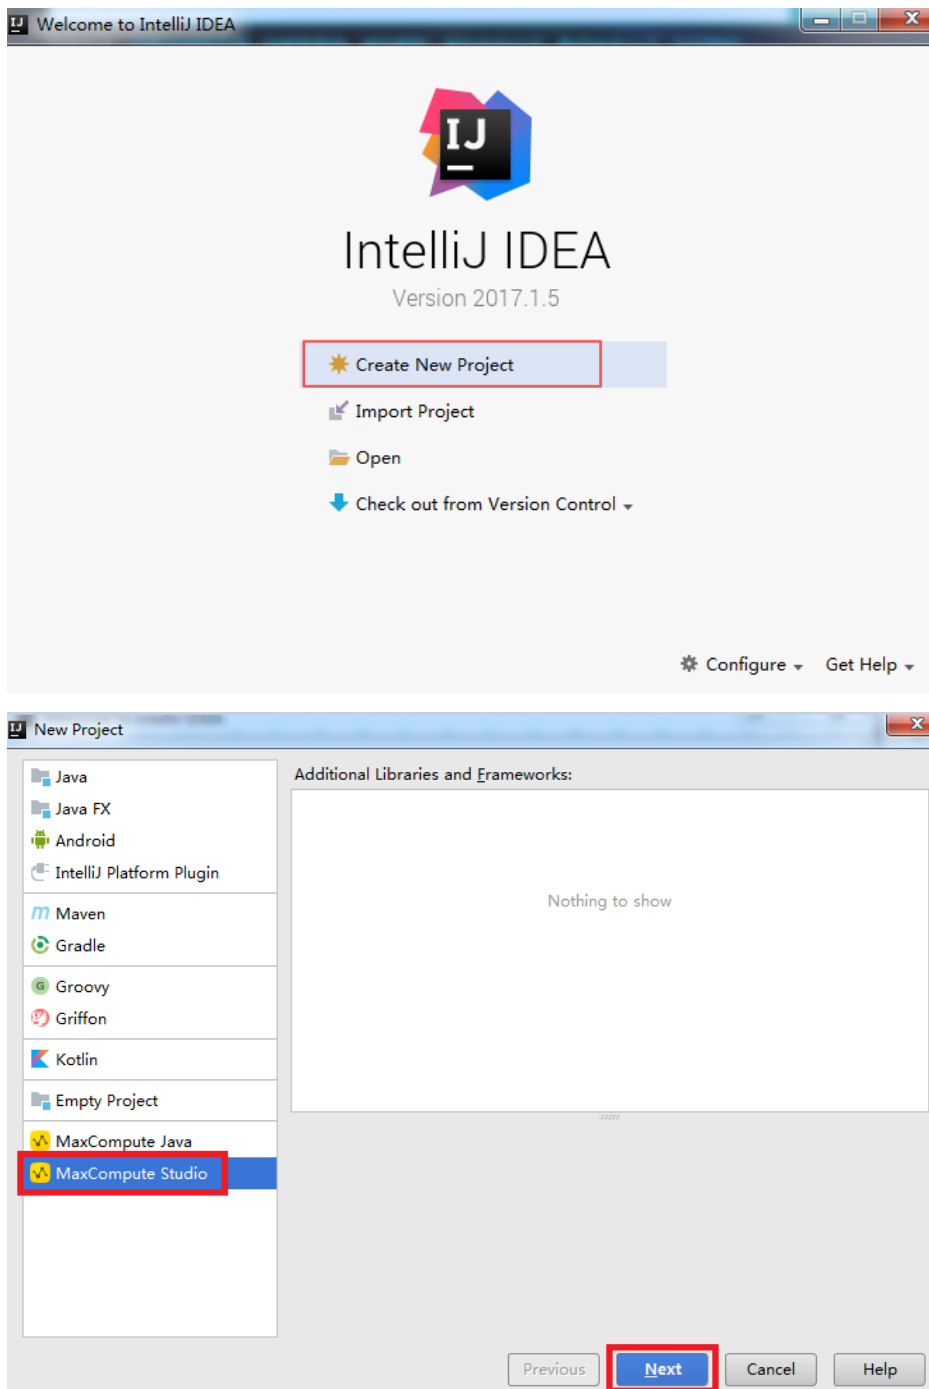 Welcome to IntelliJ IDEA
IJ
IntelliJ IDEA
Version 2017.1.5
Create New Project
Import Project
Open
Check out from Version Control
Configure
Get Help
New Project
Java
Java FX
Android
IntelliJ Platform Plugin
Maven
Gradle
Groovy
Griffon
Kotlin
Empty Project
MaxCompute Java
MaxCompute Studio
Additional Libraries and Frameworks:
Nothing to show
Previous
Next
Cancel
Help